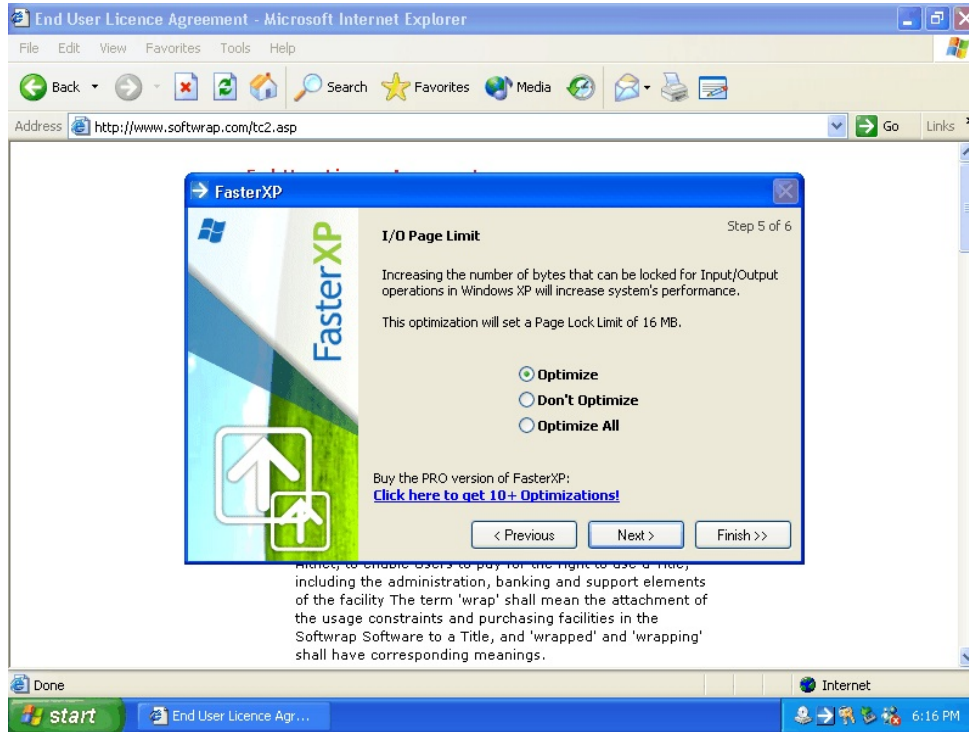 End User Licence Agreement - Microsoft Internet Explorer
File Edit View Favorites Tools Help
Back Search Favorites Media
Address http://www.softwrap.com/tc2.asp Go Links
FasterXP
Step 5 of 6
FasterXP
I/O Page Limit
Increasing the number of bytes that can be locked for Input/Output
operations in Windows XP will increase system's performance.
This optimization will set a Page Lock Limit of 16 MB.
Optimize
Don't Optimize
Optimize All
Buy the PRO version of FasterXP:
Click here to get 10+ Optimizations!
< Previous Next > Finish >>
including the administration, banking and support elements
of the facility The term 'wrap' shall mean the attachment of
the usage constraints and purchasing facilities in the
Softwrap Software to a Title, and 'wrapped' and 'wrapping'
shall have corresponding meanings.
Done Internet
start End User Licence Agr... 6:16 PM